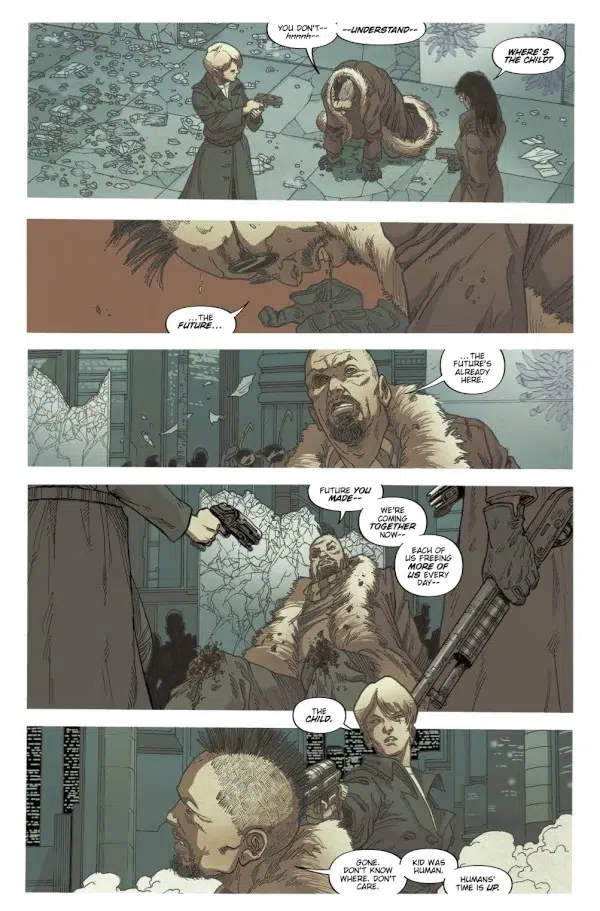 YOU DON'T--
hnnnh--
--UNDERSTAND--
WHERE'S
THE CHILD?
...THE
FUTURE...
...THE
FUTURE'S
ALREADY
HERE.
FUTURE YOU
MADE--
WE'RE
COMING
TOGETHER
NOW--
EACH OF
US FREEING
MORE OF
US EVERY
DAY--
THE
CHILD.
GONE.
DON'T KNOW
WHERE. DON'T
CARE.
KID WAS
HUMAN.
HUMANS'
TIME IS UP.